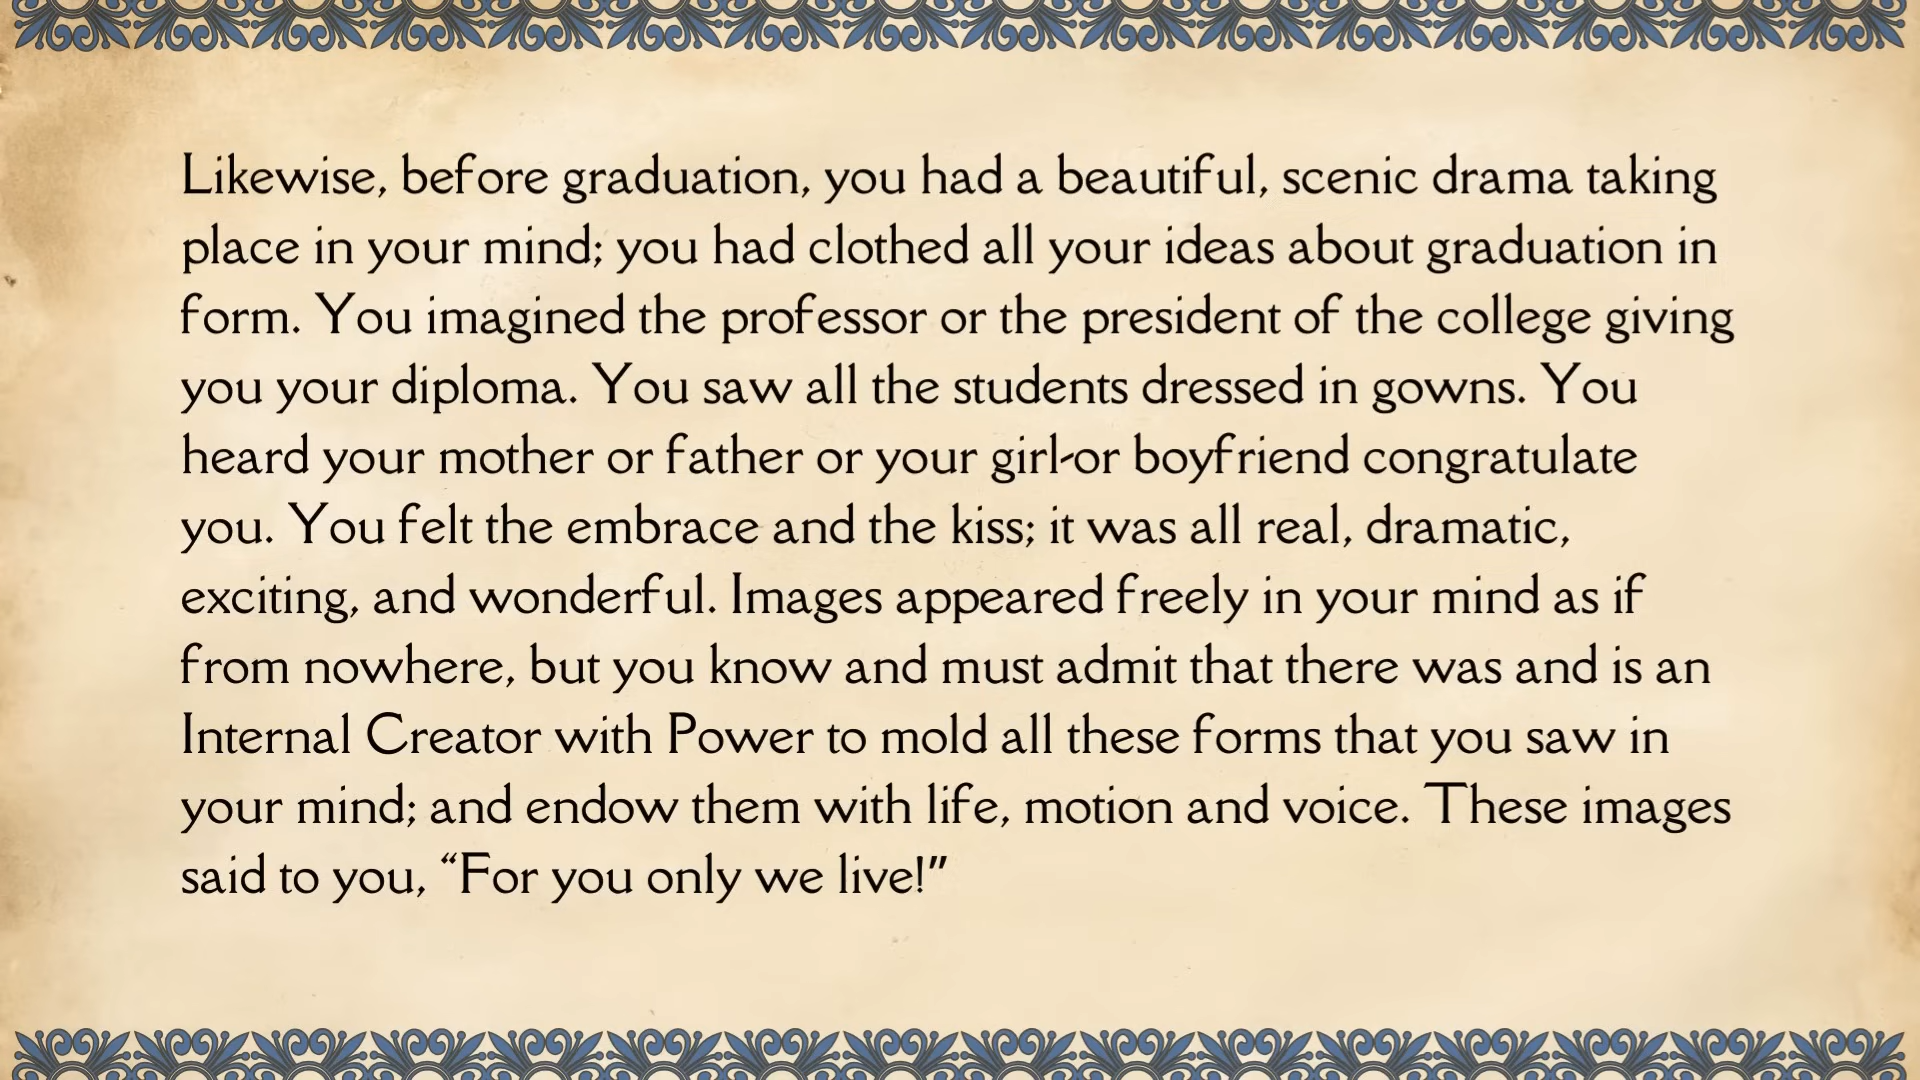 Likewise, before graduation, you had a beautiful, scenic drama taking
place in your mind; you had clothed all your ideas about graduation in
form. You imagined the professor or the president of the college giving
you your diploma. You saw all the students dressed in gowns. You
heard your mother or father or your girl-or boyfriend congratulate
you. You felt the embrace and the kiss; it was all real, dramatic,
exciting, and wonderful. Images appeared freely in your mind as if
from nowhere, but you know and must admit that there was and is an
Internal Creator with Power to mold all these forms that you saw in
your mind; and endow them with life, motion and voice. These images
said to you, “For you only we live!”